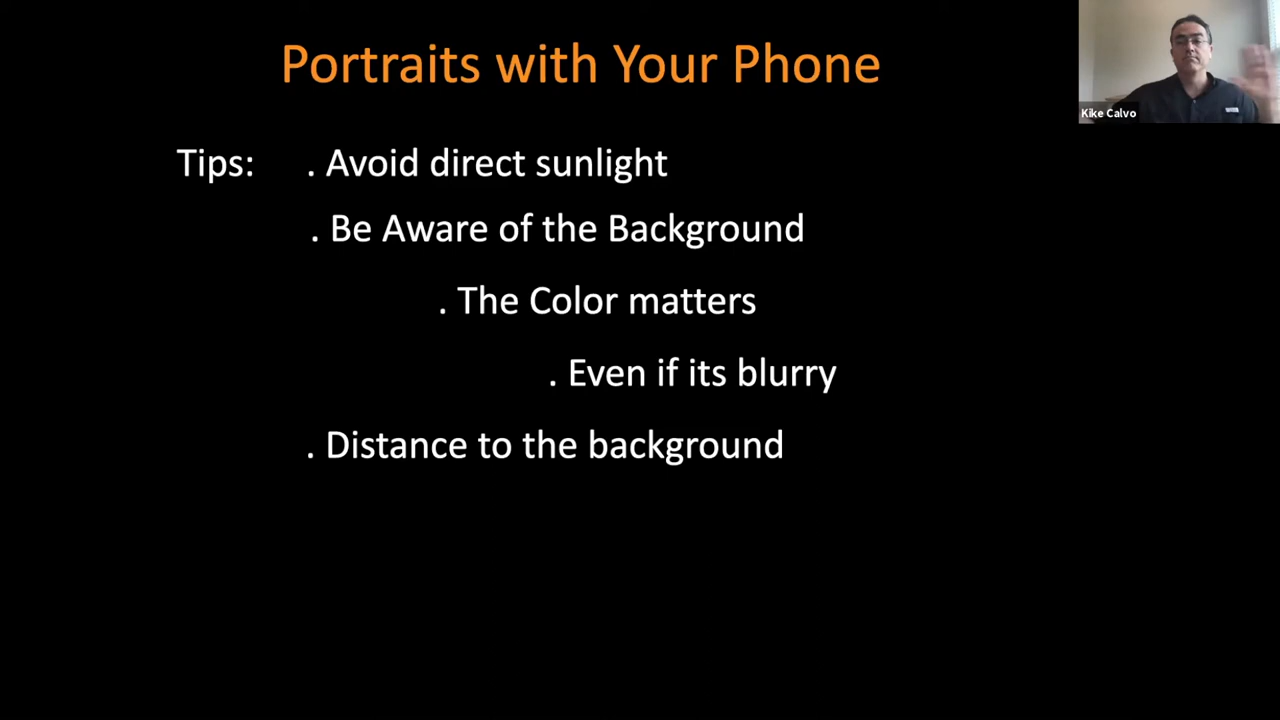 Portraits with Your Phone
Kike Calvo
Tips: . Avoid direct sunlight
. Be Aware of the Background
. The Color matters
. Even if its blurry
. Distance to the background